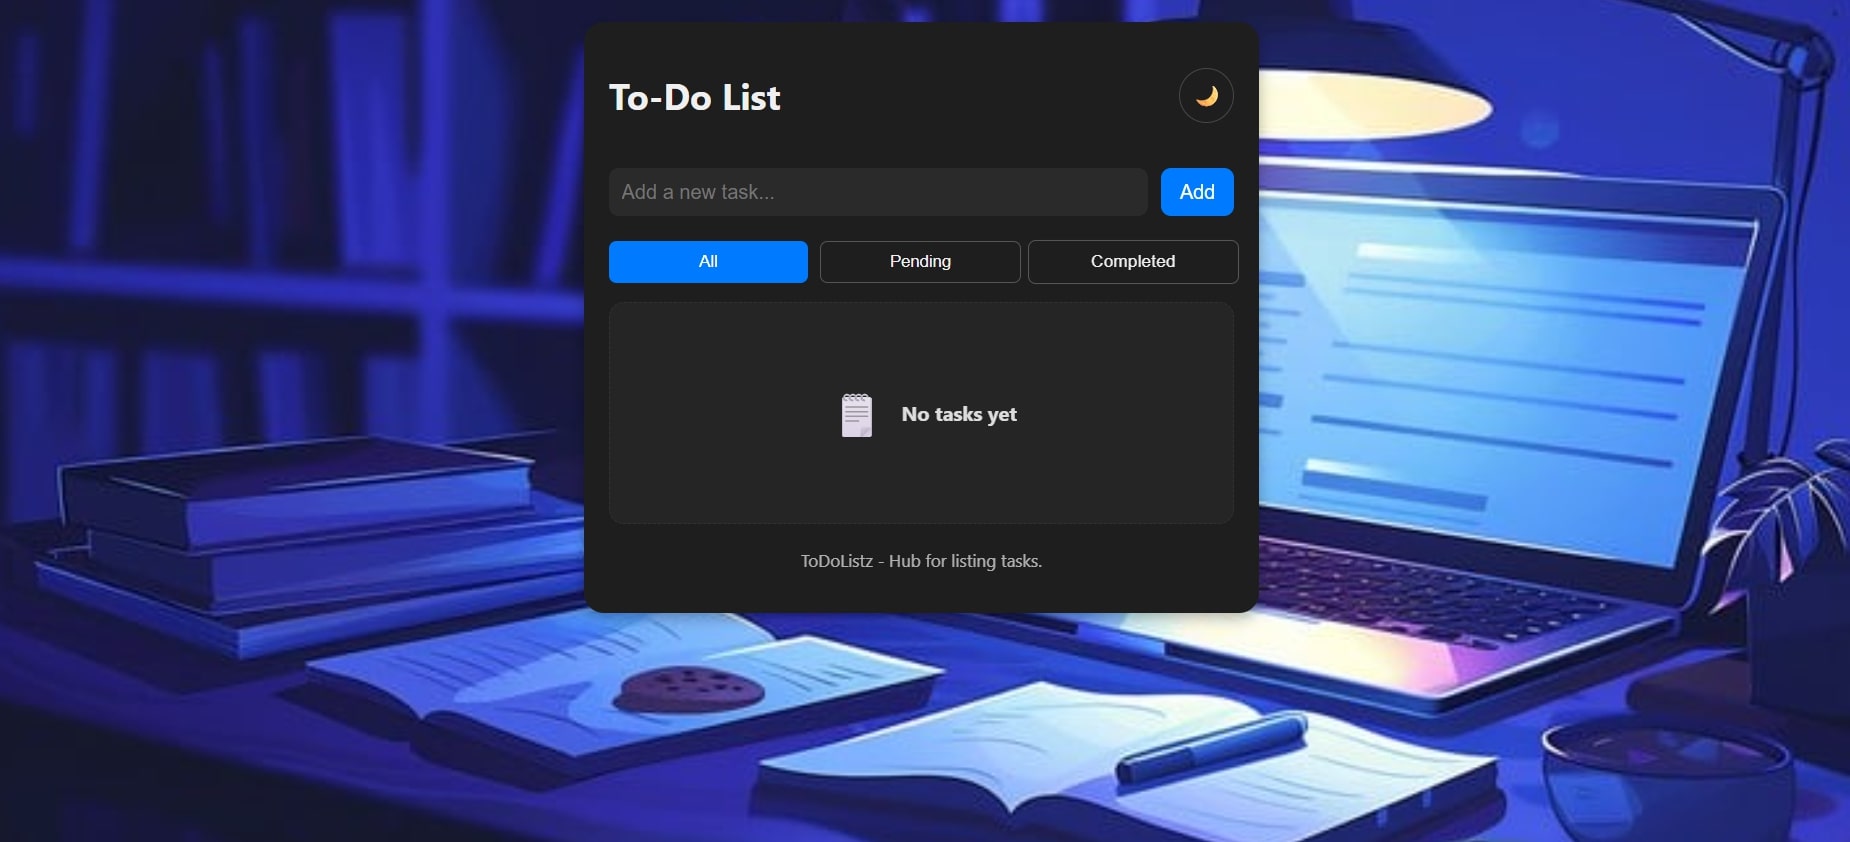 To-Do List
Add a new task...
Add
All
Pending
Completed
No tasks yet
ToDoListz - Hub for listing tasks.